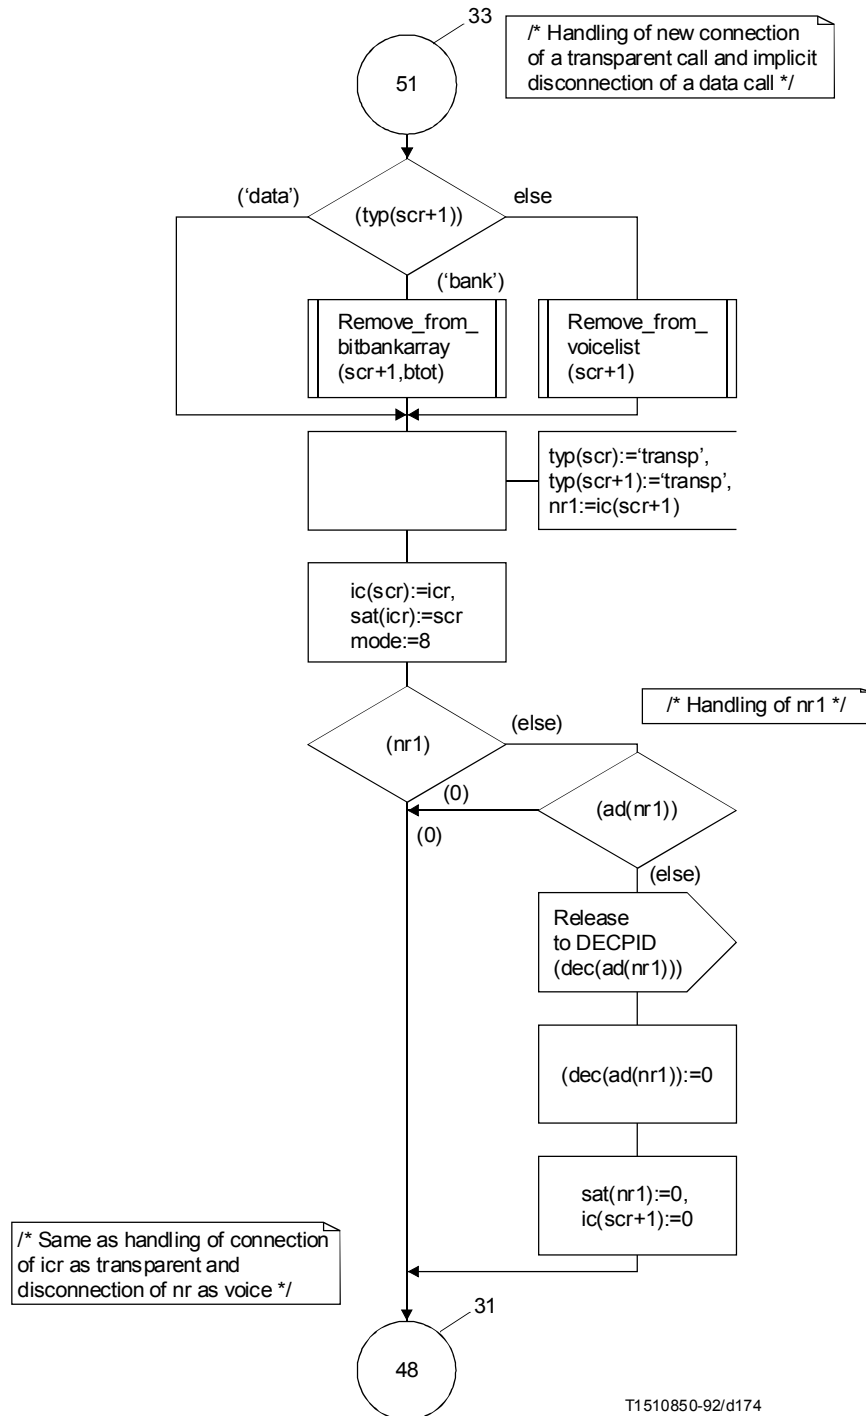 33
/* Handling of new connection
of a transparent call and implicit
disconnection of a data call */
51
(‘data’)
(typ(scr+1))
else
(‘bank’)
Remove_from_
bitbankarray
(scr+1,btot)
Remove_from_
voicelist
(scr+1)
typ(scr):=‘transp’,
typ(scr+1):=‘transp’,
nr1:=ic(scr+1)
ic(scr):=icr,
sat(icr):=scr
mode:=8
/* Handling of nr1 */
(else)
(nr1)
(0)
(ad(nr1))
(0)
(else)
Release
to DECPID
(dec(ad(nr1)))
(dec(ad(nr1)):=0
sat(nr1):=0,
ic(scr+1):=0
/* Same as handling of connection
of icr as transparent and
disconnection of nr as voice */
31
48
T1510850-92/d174